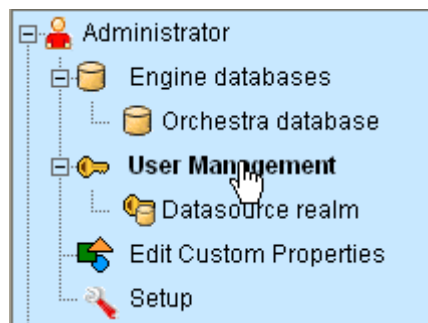 Administrator
Engine databases
Orchestra database
User Management
Datasource realm
Edit Custom Properties
Setup